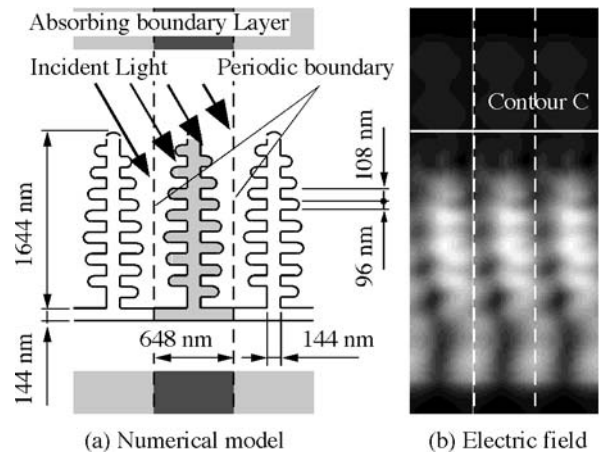 Absorbing boundary Layer
Incident Light
Periodic boundary
Contour C
1644 nm
108 nm
96 nm
648 nm
144 nm
144 nm
(a) Numerical model
(b) Electric field